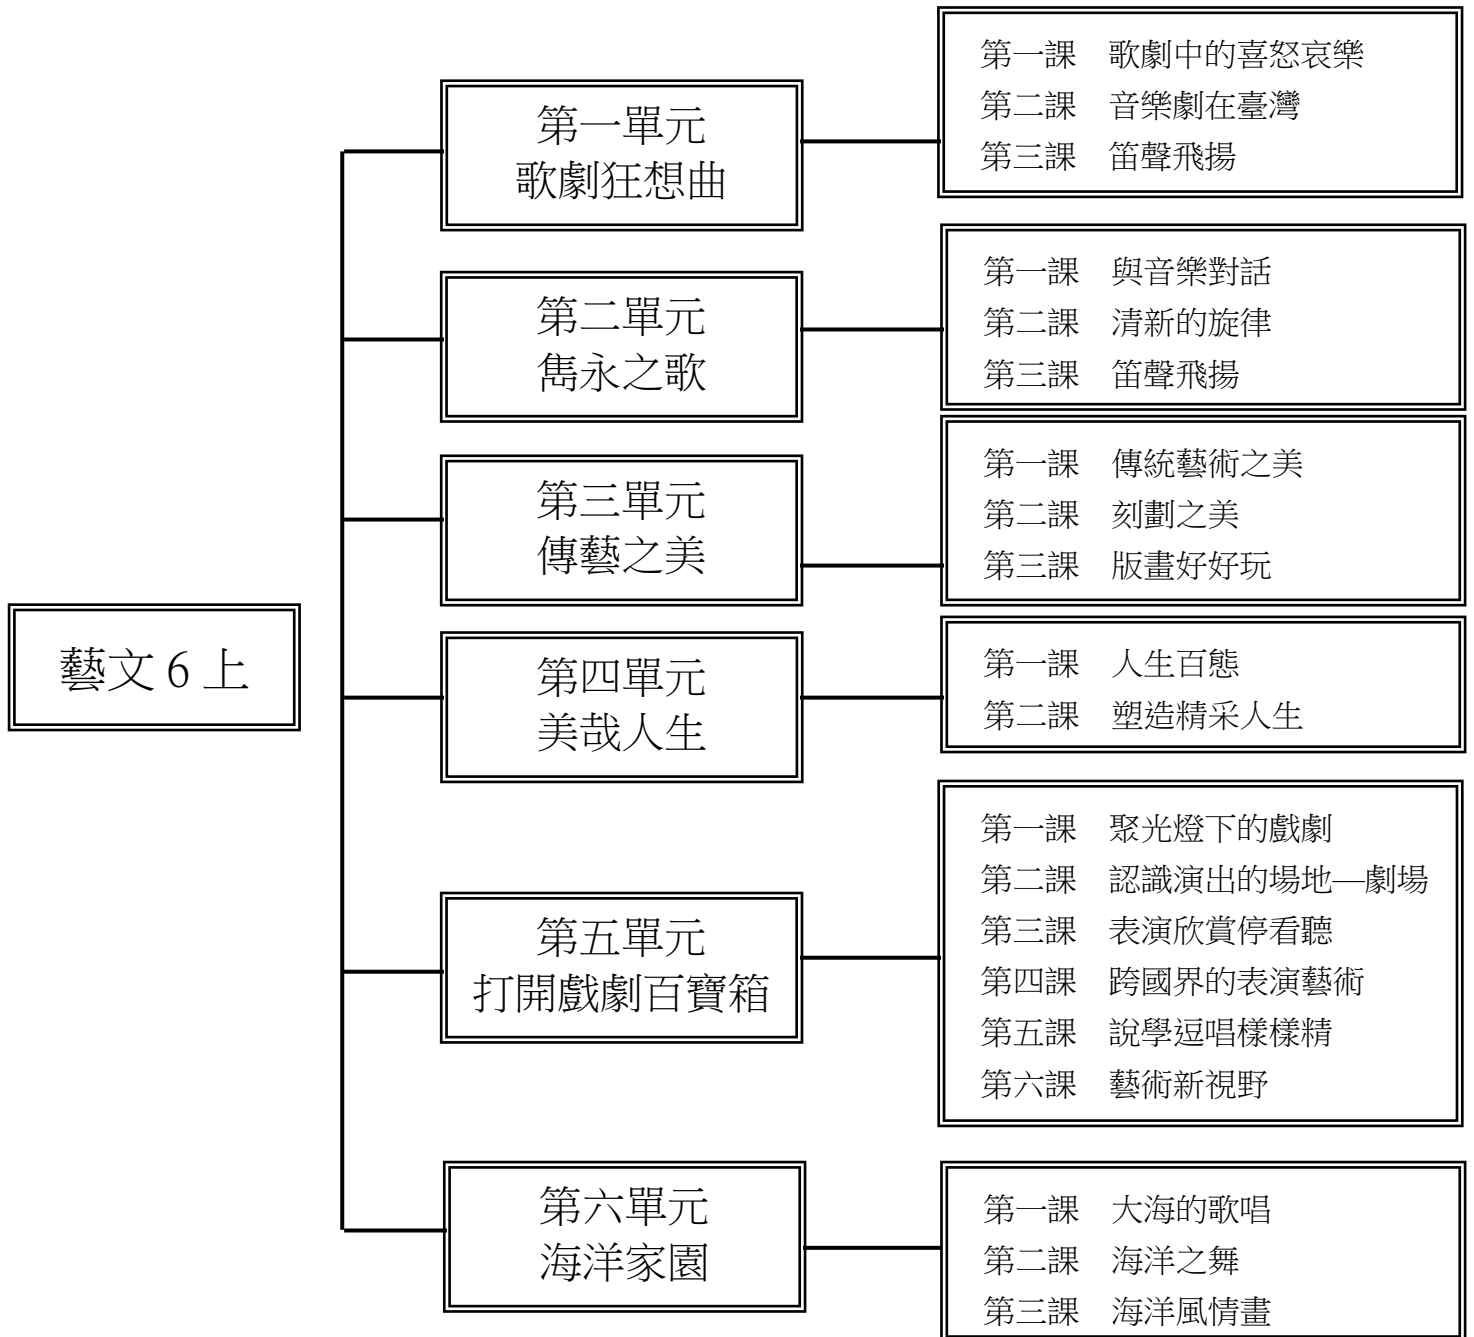 藝文 6 上
第一單元
歌劇狂想曲
第一課　歌劇中的喜怒哀樂
第二課　音樂劇在臺灣
第三課　笛聲飛揚
第二單元
雋永之歌
第一課　與音樂對話
第二課　清新的旋律
第三課　笛聲飛揚
第三單元
傳藝之美
第一課　傳統藝術之美
第二課　刻劃之美
第三課　版畫好好玩
第四單元
美哉人生
第一課　人生百態
第二課　塑造精采人生
第五單元
打開戲劇百寶箱
第一課　聚光燈下的戲劇
第二課　認識演出的場地—劇場
第三課　表演欣賞停看聽
第四課　跨國界的表演藝術
第五課　說學逗唱樣樣精
第六課　藝術新視野
第六單元
海洋家園
第一課　大海的歌唱
第二課　海洋之舞
第三課　海洋風情畫